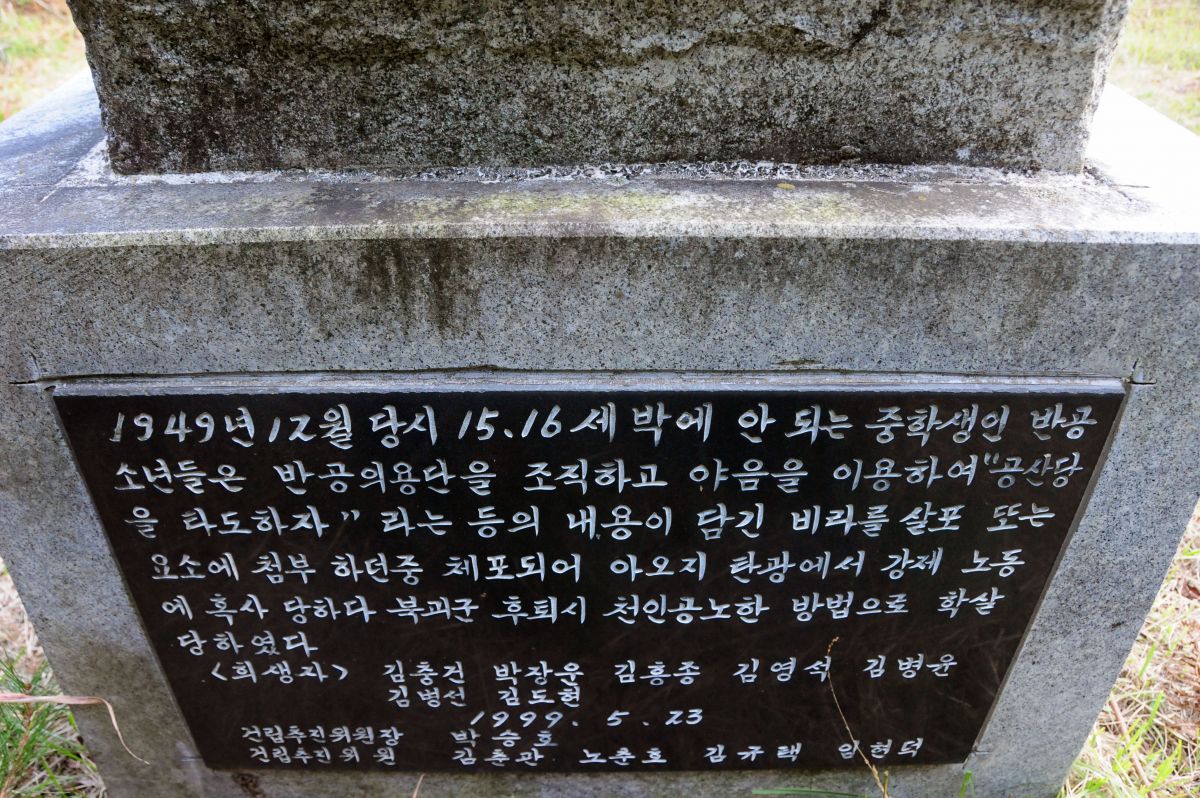 1949년 12월 당시 15.16세 밖에 안 되는 중학생인 반공
소년들은 반공의용단을 조직하고 야음을 이용하여 "공산당
을 타도하자" 라는 등의 내용이 담긴 비라를 살포 또는
요소에 첨부 하던중 체포되어 아오지 탄광에서 강제 노동
에 혹사 당하다 북괴군 후퇴시 천인공노한 방법으로 학살
당하였다
<희생자> 김충건 박장운 김흥종 김영석 김병윤
김병선 김도현
1999. 5. 23
건립추진위원장 박승호
건립추진위원 김춘관 노춘호 김규택 임현덕